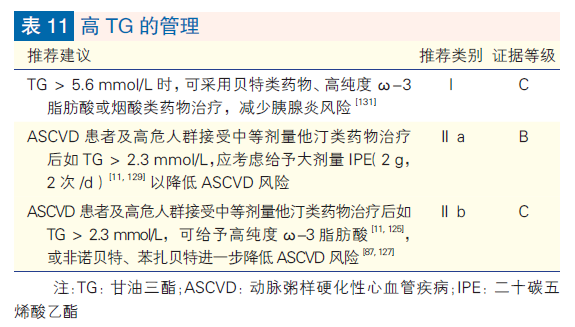 表 11 高 TG 的管理
推荐建议 推荐类别 证据等级
TG > 5.6 mmol/L 时，可采用贝特类药物、高纯度 ω-3 I C
脂肪酸或烟酸类药物治疗，减少胰腺炎风险 [131]
ASCVD 患者及高危人群接受中等剂量他汀类药物治疗 II a B
后如 TG > 2.3 mmol/L，应考虑给予大剂量 IPE( 2 g，
2 次 /d ) [11, 129] 以降低 ASCVD 风险
ASCVD 患者及高危人群接受中等剂量他汀类药物治疗后如 II b C
TG > 2.3 mmol/L，可给予高纯度 ω-3 脂肪酸 [11, 125]，
或非诺贝特、苯扎贝特进一步降低 ASCVD 风险 [87, 127]
注：TG：甘油三酯；ASCVD：动脉粥样硬化性心血管疾病；IPE：二十碳五
烯酸乙酯